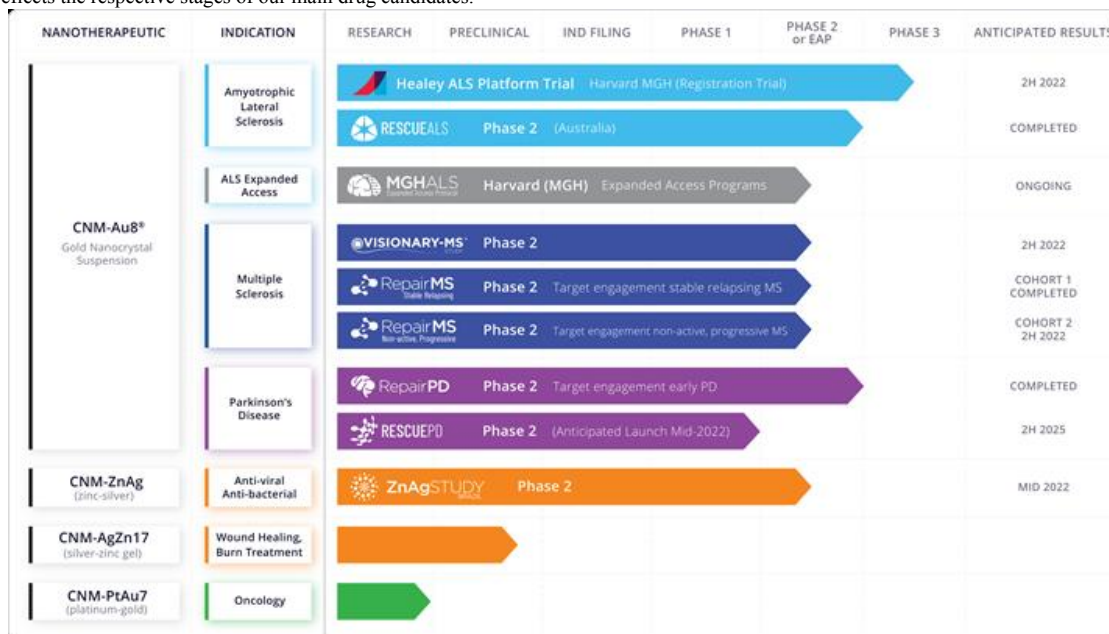 effects the respective stages of our main drug candidates.
NANOTHERAPEUTIC INDICATION RESEARCH PRECLINICAL IND FILING PHASE 1 PHASE 2 or EAP PHASE 3 ANTICIPATED RESULTS
CNM-Au8®
Gold Nanocrystal
Suspension
Amyotrophic
Lateral
Sclerosis
Healey ALS Platform Trial Harvard MGH (Registration Trial) 2H 2022
RESCUEALS Phase 2 (Australia) COMPLETED
ALS Expanded
Access
MGHALS Expanded Access Protocol Harvard (MGH) Expanded Access Programs ONGOING
Multiple
Sclerosis
VISIONARY-MS Phase 2 2H 2022
RepairMS Stable Relapsing Phase 2 Target engagement stable relapsing MS COHORT 1 COMPLETED
RepairMS Non-active, Progressive Phase 2 Target engagement non-active, progressive MS COHORT 2 2H 2022
Parkinson's
Disease
RepairPD Phase 2 Target engagement early PD COMPLETED
RESCUEPD Phase 2 (Anticipated Launch Mid-2022) 2H 2025
CNM-ZnAg
(zinc-silver)
Anti-viral
Anti-bacterial
ZnAgSTUDY BRAZIL Phase 2 MID 2022
CNM-AgZn17
(silver-zinc gel)
Wound Healing,
Burn Treatment
CNM-PtAu7
(platinum-gold)
Oncology